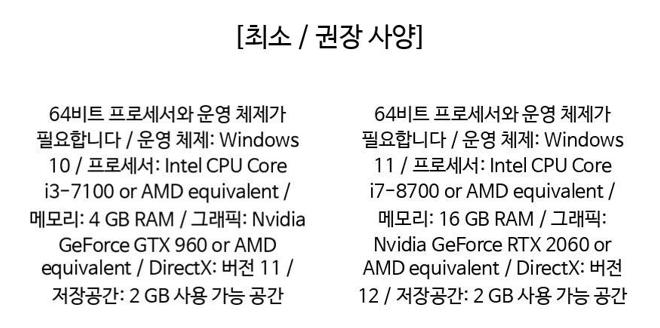 [최소 / 권장 사양]
64비트 프로세서와 운영 체제가
필요합니다 / 운영 체제: Windows
10 / 프로세서: Intel CPU Core
i3-7100 or AMD equivalent /
메모리: 4 GB RAM / 그래픽: Nvidia
GeForce GTX 960 or AMD
equivalent / DirectX: 버전 11 /
저장공간: 2 GB 사용 가능 공간
64비트 프로세서와 운영 체제가
필요합니다 / 운영 체제: Windows
11 / 프로세서: Intel CPU Core
i7-8700 or AMD equivalent /
메모리: 16 GB RAM / 그래픽:
Nvidia GeForce RTX 2060 or
AMD equivalent / DirectX: 버전
12 / 저장공간: 2 GB 사용 가능 공간